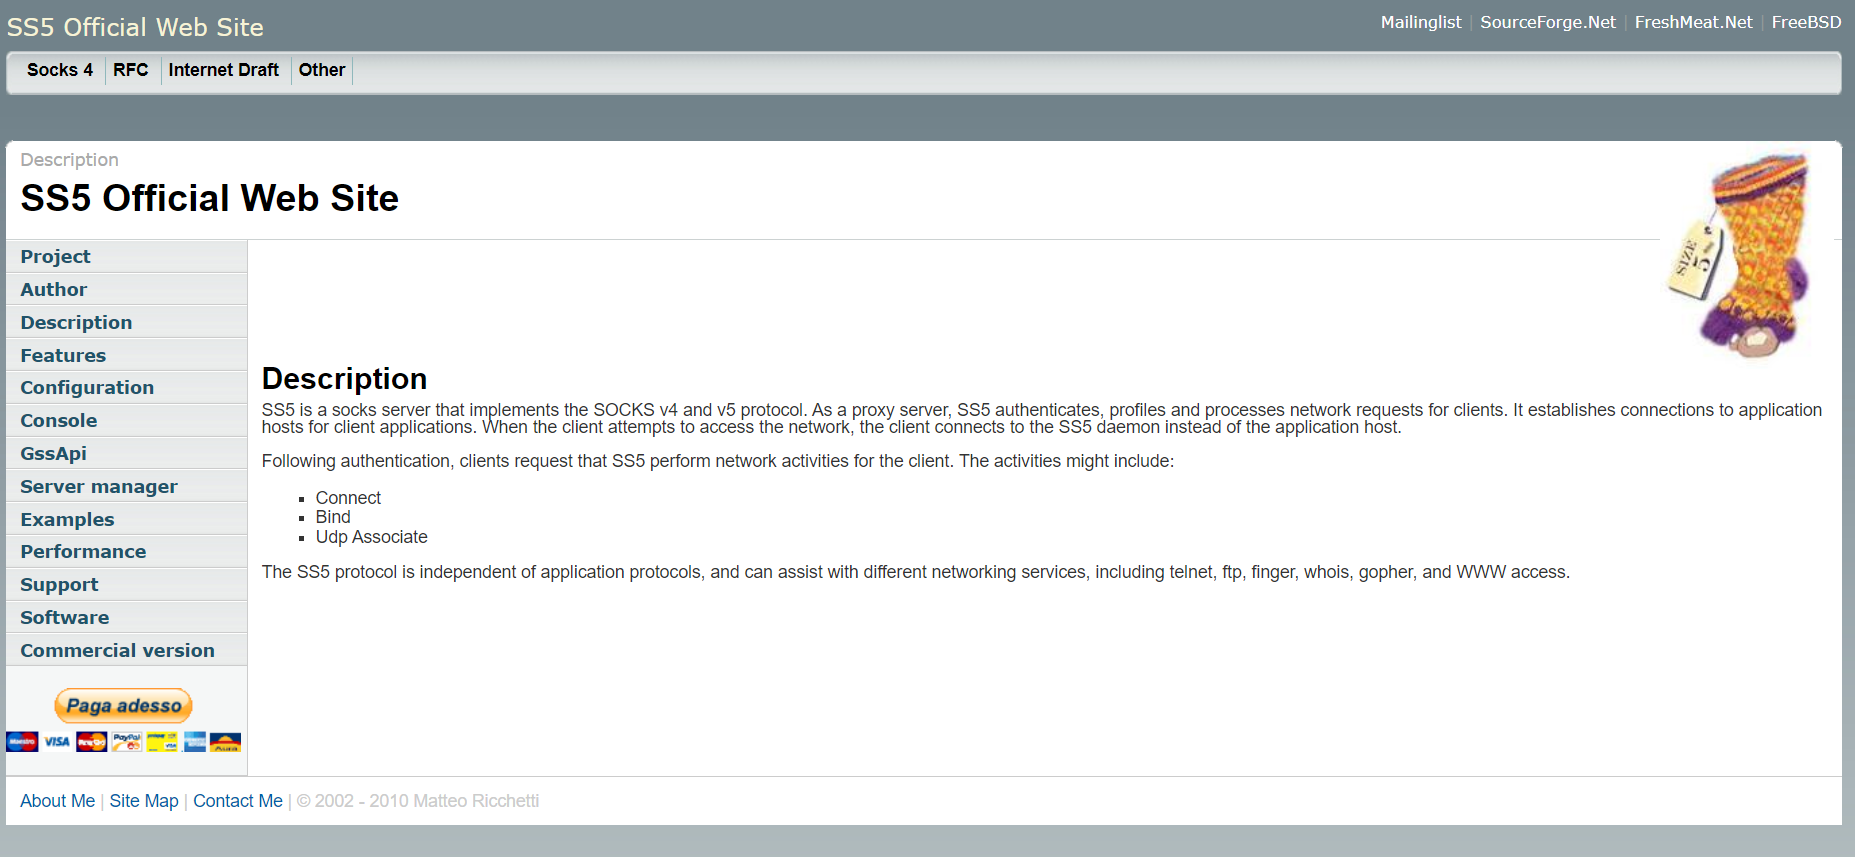 SS5 Official Web Site
Mailinglist | SourceForge.Net | FreshMeat.Net | FreeBSD
Socks 4 | RFC | Internet Draft | Other
Description
SS5 Official Web Site
SIZE
5
Project
Author
Description
Features
Configuration
Console
GssApi
Server manager
Examples
Performance
Support
Software
Commercial version
Paga adesso
Maestro VISA PayPal VISA
Description
SS5 is a socks server that implements the SOCKS v4 and v5 protocol. As a proxy server, SS5 authenticates, profiles and processes network requests for clients. It establishes connections to application
hosts for client applications. When the client attempts to access the network, the client connects to the SS5 daemon instead of the application host.
Following authentication, clients request that SS5 perform network activities for the client. The activities might include:
Connect
Bind
Udp Associate
The SS5 protocol is independent of application protocols, and can assist with different networking services, including telnet, ftp, finger, whois, gopher, and WWW access.
About Me | Site Map | Contact Me | © 2002 - 2010 Matteo Ricchetti